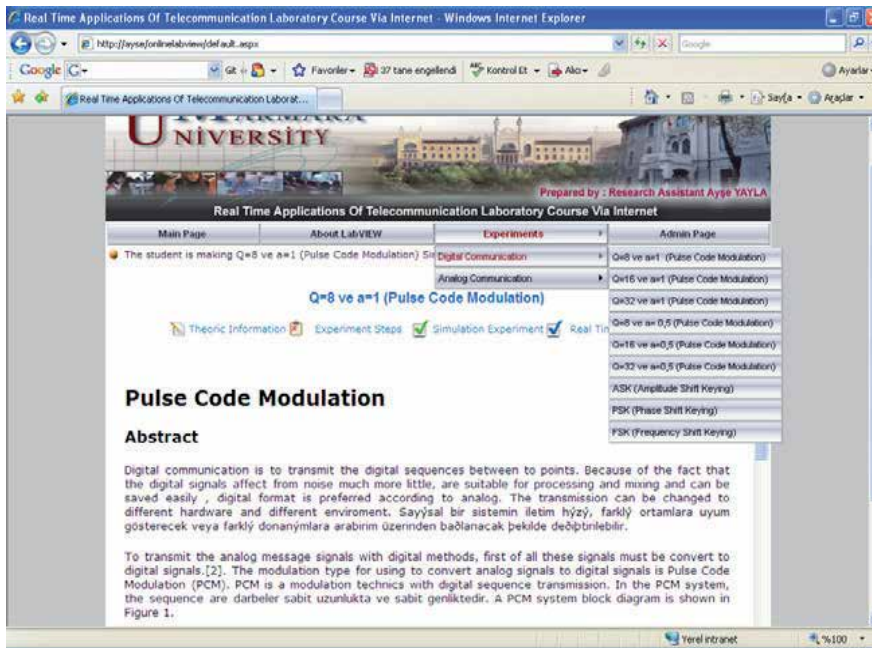 Real Time Applications Of Telecommunication Laboratory Course Via Internet - Windows Internet Explorer
http://ayse/onlinelabview/default.aspx
Google
Google
Git
Favoriler
37 tane engellendi
Kontrol Et
Ayarlar
Real Time Applications Of Telecommunication Laborat...
Sayfa
Araçlar
UNİVERSİTY
Prepared by : Research Assistant Ayşe YAYLA
Real Time Applications Of Telecommunication Laboratory Course Via Internet
Main Page
About LabVIEW
Experiments
Admin Page
The student is making Q=8 ve a=1 (Pulse Code Modulation)
Digital Communication
Analog Communication
Q=8 ve a=1 (Pulse Code Modulation)
Q=16 ve a=1 (Pulse Code Modulation)
Q=32 ve a=1 (Pulse Code Modulation)
Q=8 ve a= 0,5 (Pulse Code Modulation)
Q=16 ve a=0,5 (Pulse Code Modulation)
Q=32 ve a=0,5 (Pulse Code Modulation)
ASK (Amplitude Shift Keying)
PSK (Phase Shift Keying)
FSK (Frequency Shift Keying)
Q=8 ve a=1 (Pulse Code Modulation)
Theoric Information
Experiment Steps
Simulation Experiment
Real Tim
Pulse Code Modulation
Abstract
Digital communication is to transmit the digital sequences between to points. Because of the fact that
the digital signals affect from noise much more little, are suitable for processing and mixing and can be
saved easily , digital format is preferred according to analog. The transmission can be changed to
different hardware and different enviroment. Sayýsal bir sistemin iletim hýzý, farklý ortamlara uyum
gösterecek veya farklý donanýmlara arabirim üzerinden baðlanacak þekilde deðiþtirilebilir.
To transmit the analog message signals with digital methods, first of all these signals must be convert to
digital signals.[2]. The modulation type for using to convert analog signals to digital signals is Pulse Code
Modulation (PCM). PCM is a modulation technics with digital sequence transmission. In the PCM system,
the sequence are darbeler sabit uzunlukta ve sabit genliktedir. A PCM system block diagram is shown in
Figure 1.
Yerel intranet
%100